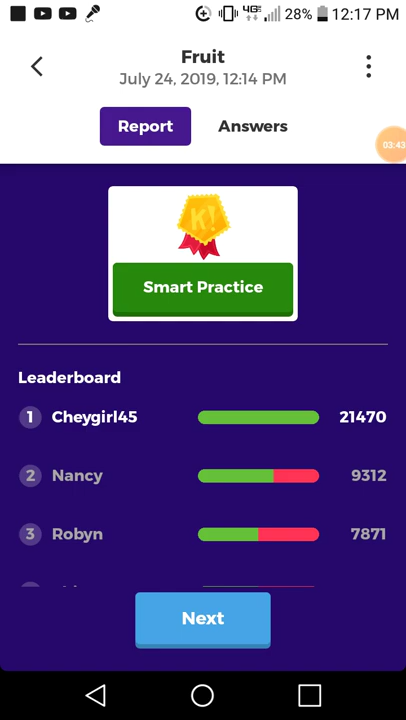 4GE 28% 12:17 PM
Fruit
July 24, 2019, 12:14 PM
Report Answers
03:43
K!
Smart Practice
Leaderboard
1 Cheygirl45 21470
2 Nancy 9312
3 Robyn 7871
Next